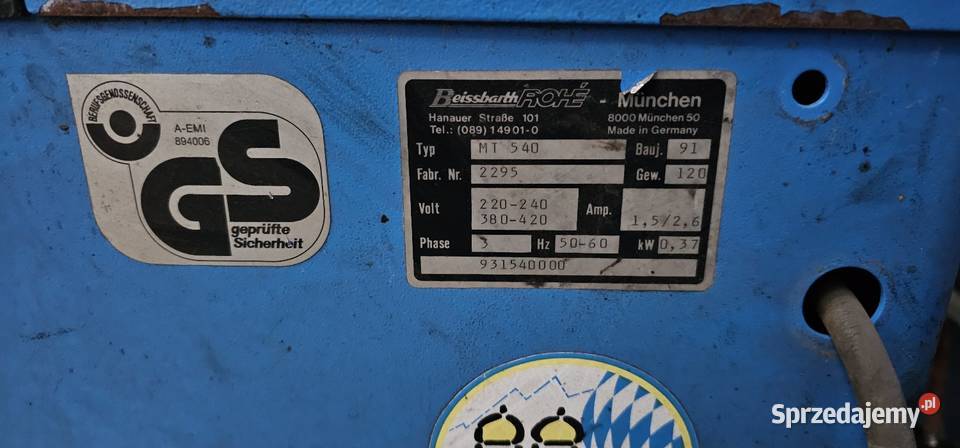 BERUFSGENOSSENSCHAFT
A-EMI
894006
GS
geprüfte
Sicherheit
Beissbarth ROHÉ - München
Hanauer Straße 101 8000 München 50
Tel.: (089) 14901-0 Made in Germany
Typ MT 540 Bauj. 91
Fabr. Nr. 2295 Gew. 120
Volt 220-240 380-420 Amp. 1,5/2,6
Phase 3 Hz 50-60 kW 0,37
931540000
Sprzedajemy.pl